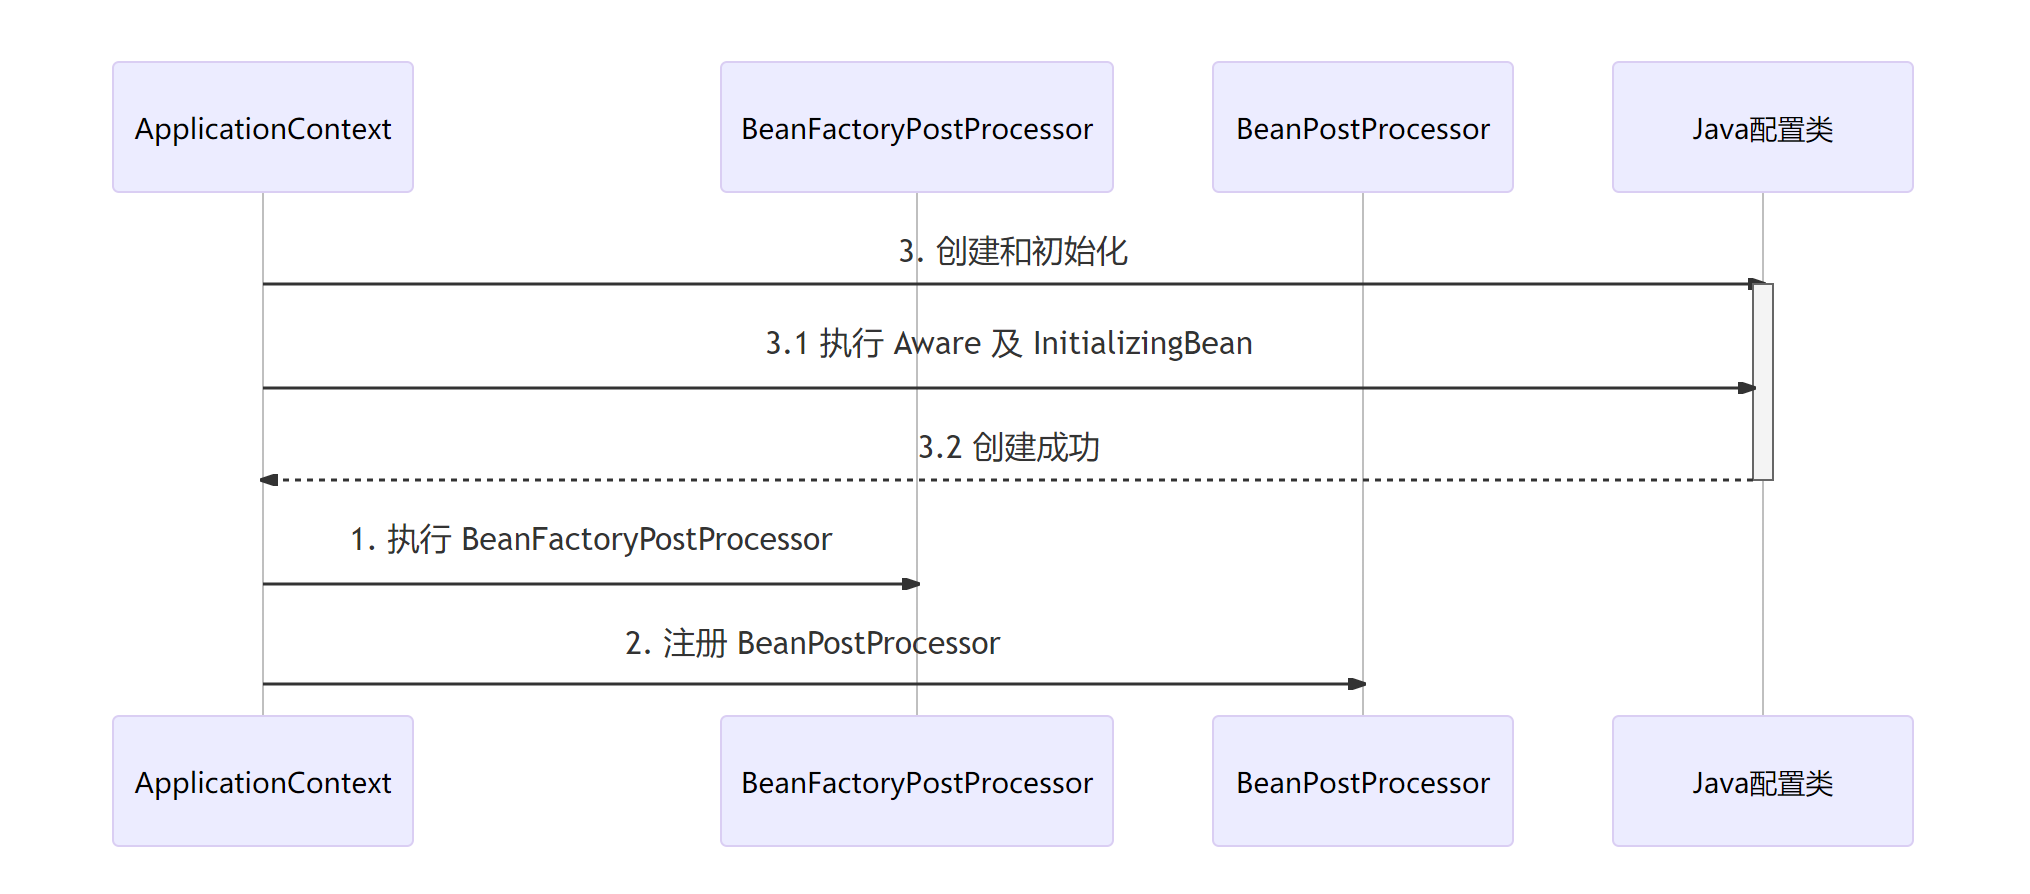 ApplicationContext
BeanFactoryPostProcessor
BeanPostProcessor
Java配置类
3. 创建和初始化
3.1 执行 Aware 及 InitializingBean
3.2 创建成功
1. 执行 BeanFactoryPostProcessor
2. 注册 BeanPostProcessor
ApplicationContext
BeanFactoryPostProcessor
BeanPostProcessor
Java配置类